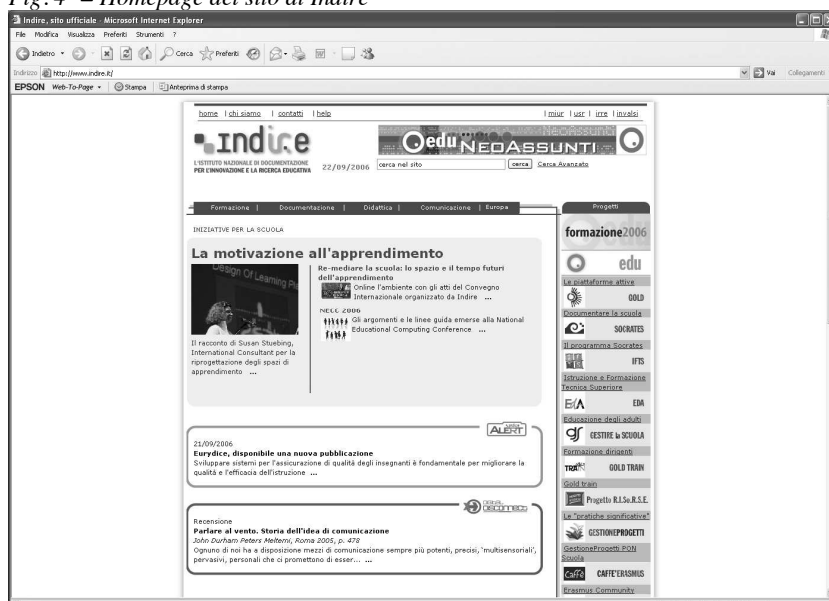 Fig.4 – Homepage del sito di Indire
Indire, sito ufficiale - Microsoft Internet Explorer
File Modifica Visualizza Preferiti Strumenti ?
Indietro Cerca Preferiti
Indirizzo http://www.indire.it/ Vai Collegamenti
EPSON Web-To-Page Stampa Anteprima di stampa
home | chi siamo | contatti | help | miur | usr | irre | invalsi
indire
L'ISTITUTO NAZIONALE DI DOCUMENTAZIONE
PER L'INNOVAZIONE E LA RICERCA EDUCATIVA
22/09/2006
edu NEOASSUNTI
NEOASSUNTI
cerca nel sito cerca Cerca Avanzato
Formazione | Documentazione | Didattica | Comunicazione | Europa
INIZIATIVE PER LA SCUOLA
La motivazione all'apprendimento
Design Of Learning
Il racconto di Susan Stuebing,
International Consultant per la
riprogettazione degli spazi di
apprendimento ...
Re-mediare la scuola: lo spazio e il tempo futuri
dell'apprendimento
Online l'ambiente con gli atti del Convegno
Internazionale organizzato da Indire ...
NECC 2006
Gli argomenti e le linee guida emerse alla National
Educational Computing Conference ...
ALERT
21/09/2006
Eurydice, disponibile una nuova pubblicazione
Sviluppare sistemi per l'assicurazione di qualità degli insegnanti è fondamentale per migliorare la
qualità e l'efficacia dell'istruzione ...
Recensione
Parlare al vento. Storia dell'idea di comunicazione
John Durham Peters Meltemi, Roma 2005, p. 478
Ognuno di noi ha a disposizione mezzi di comunicazione sempre più potenti, precisi, 'multisensoriali',
pervasivi, personali che ci promettono di esser... ...
Progetti
formazione2006
edu
Le piattaforme attive
GOLD
Documentare la scuola
SOCRATES
Il programma Socrates
IFTS
Istruzione e Formazione
Tecnica Superiore
EDA
Educazione degli adulti
GESTIRE la SCUOLA
Formazione dirigenti
GOLD TRAIN
Gold train
Progetto R.I.So.R.S.E.
Le "pratiche significative"
GESTIONEPROGETTI
GestioneProgetti PON
Scuola
Caffè CAFFE'ERASMUS
Erasmus Community